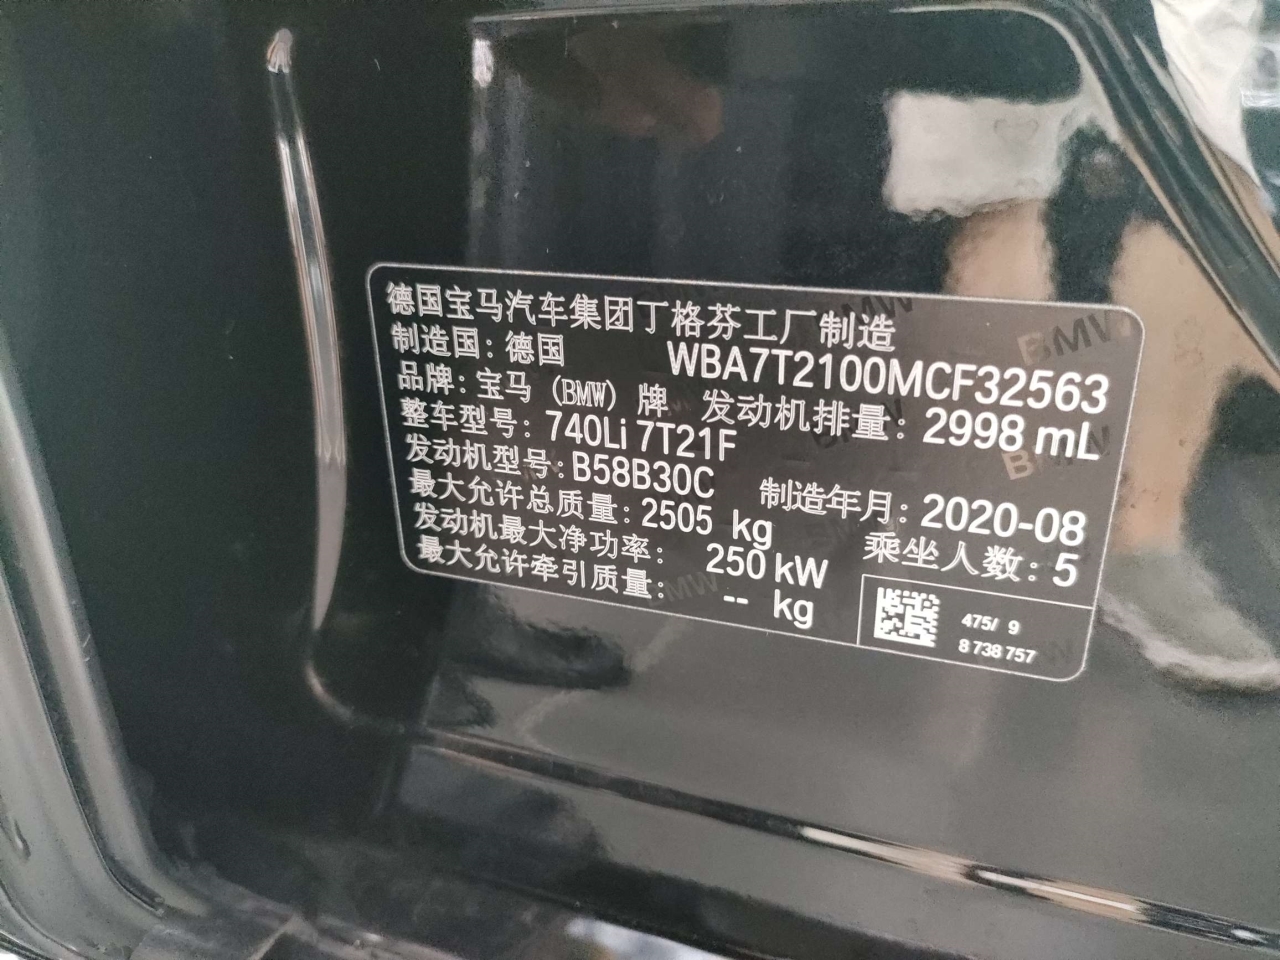 德国宝马汽车集团丁格芬工厂制造
制造国: 德国 WBA7T2100MCF32563
品牌: 宝马 (BMW) 牌 发动机排量: 2998 mL
整车型号: 740Li 7T21F
发动机型号: B58B30C 制造年月: 2020-08
最大允许总质量: 2505 kg 乘坐人数: 5
发动机最大净功率: 250 kW
最大允许牵引质量: -- kg
475/ 9
8 738 757
BMW
BMW
BMW
BMW